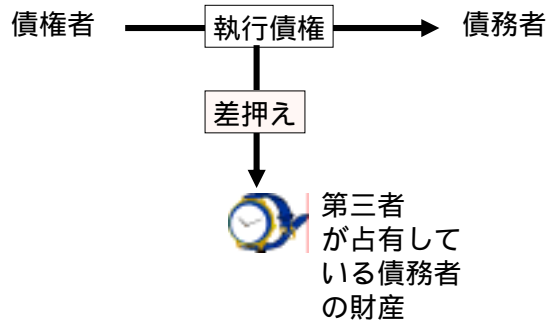 債権者
執行債権
債務者
差押え
第三者
が占有して
いる債務者
の財産